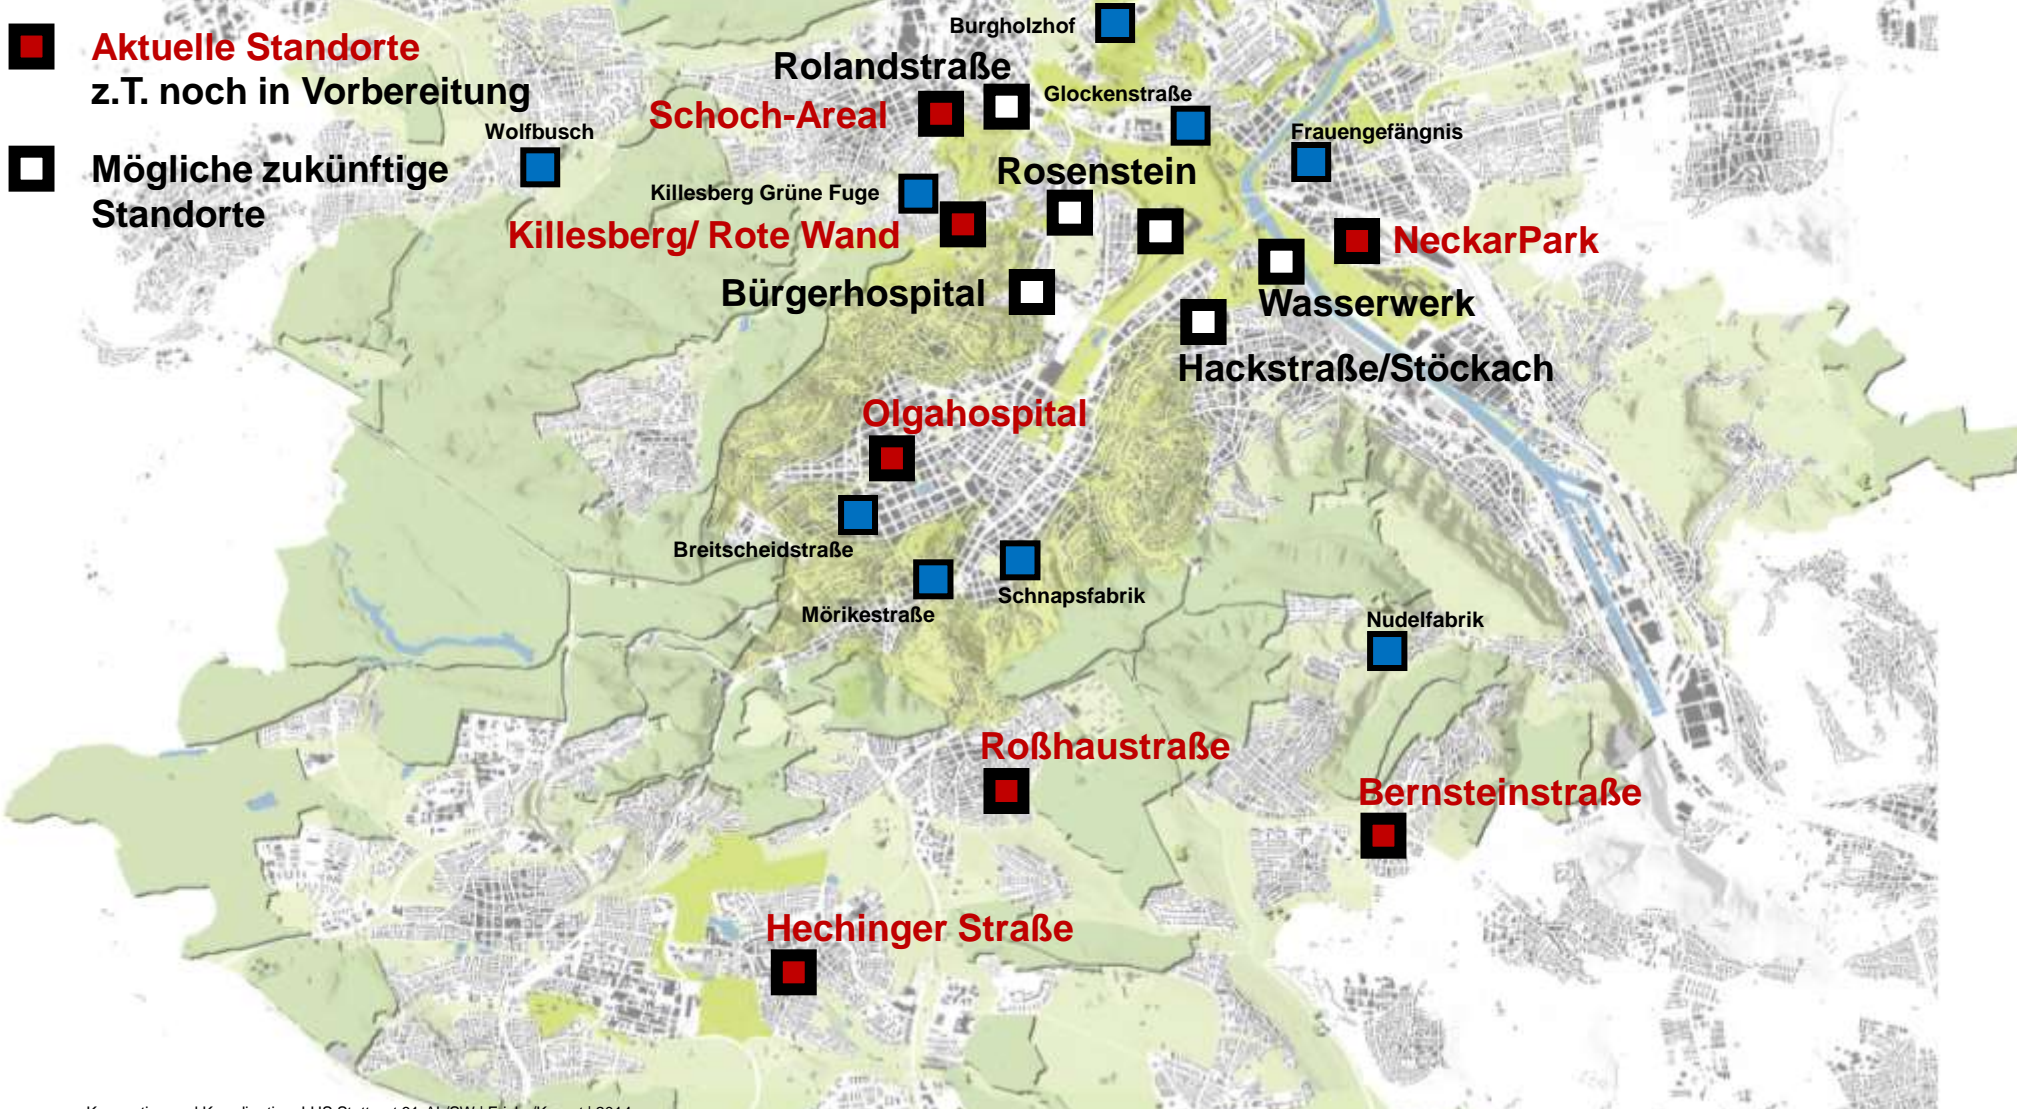 Aktuelle Standorte
z.T. noch in Vorbereitung
Mögliche zukünftige
Standorte
Burgholzhof
Rolandstraße
Schoch-Areal
Glockenstraße
Wolfbusch
Frauengefängnis
Rosenstein
Killesberg Grüne Fuge
Killesberg/ Rote Wand
NeckarPark
Bürgerhospital
Wasserwerk
Hackstraße/Stöckach
Olgahospital
Breitscheidstraße
Schnapsfabrik
Mörikestraße
Nudelfabrik
Roßhaustraße
Bernsteinstraße
Hechinger Straße